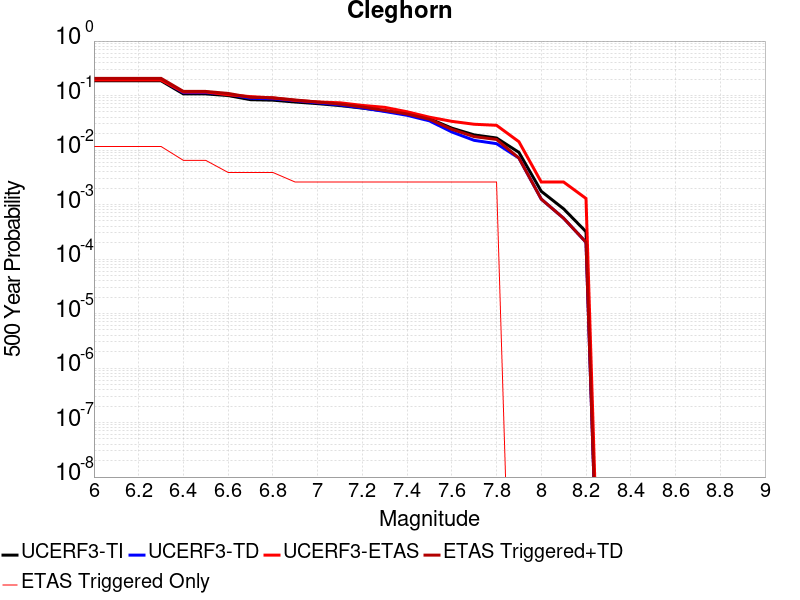 Cleghorn
10^0
10^-1
10^-2
10^-3
10^-4
10^-5
10^-6
10^-7
10^-8
500 Year Probability
6 6.2 6.4 6.6 6.8 7 7.2 7.4 7.6 7.8 8 8.2 8.4 8.6 8.8 9
Magnitude
UCERF3-TI UCERF3-TD UCERF3-ETAS ETAS Triggered+TD
ETAS Triggered Only